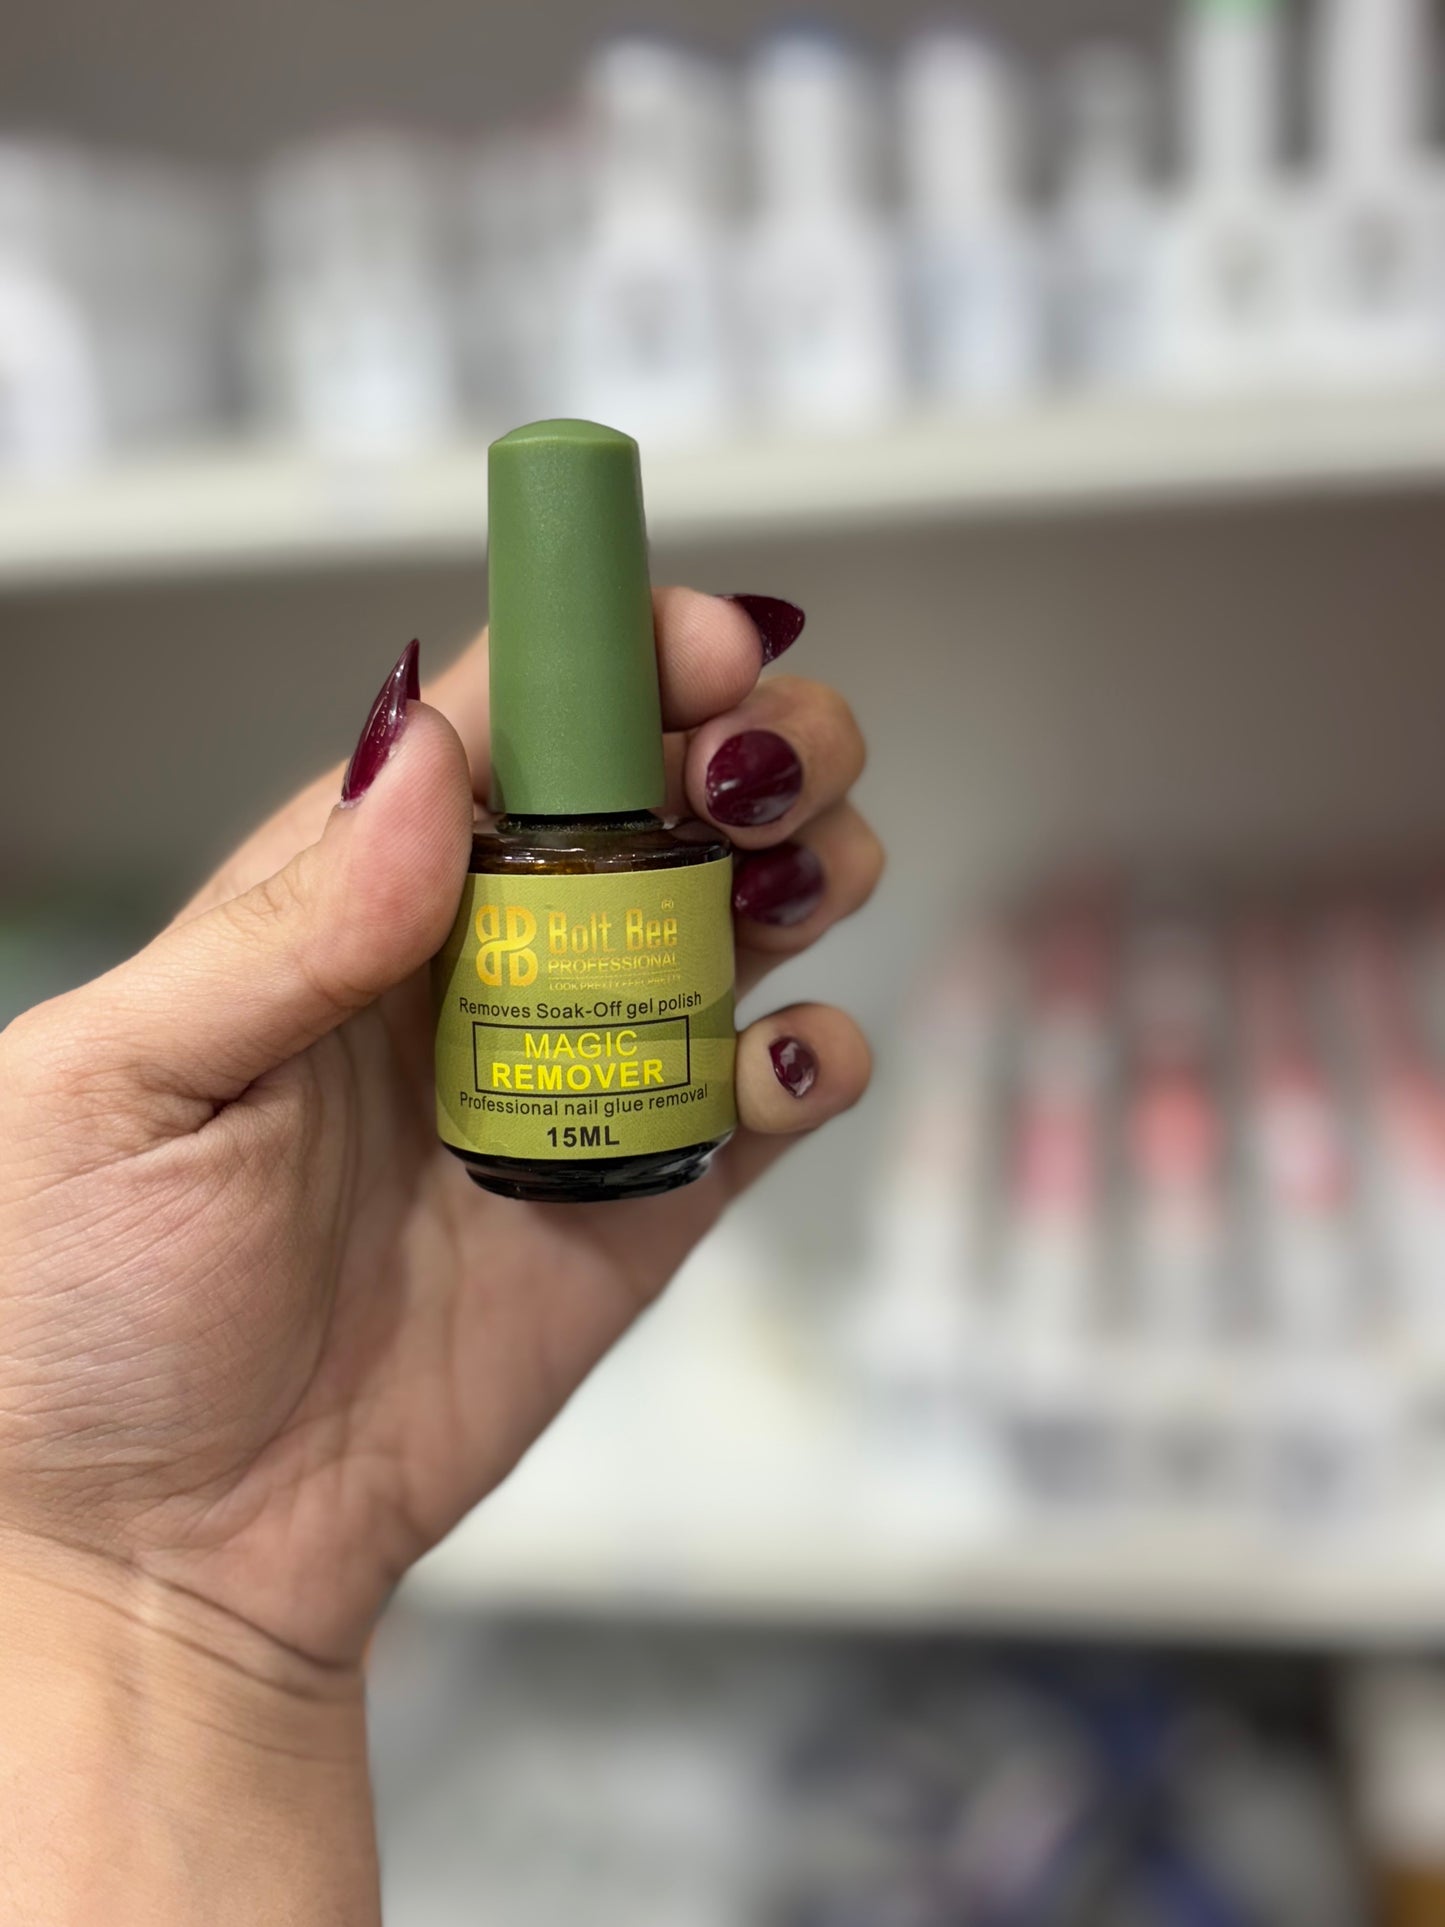 Bolt Bee®
PROFESSIONAL
Removes Soak-Off gel polish
MAGIC
REMOVER
Professional nail glue removal
15ML